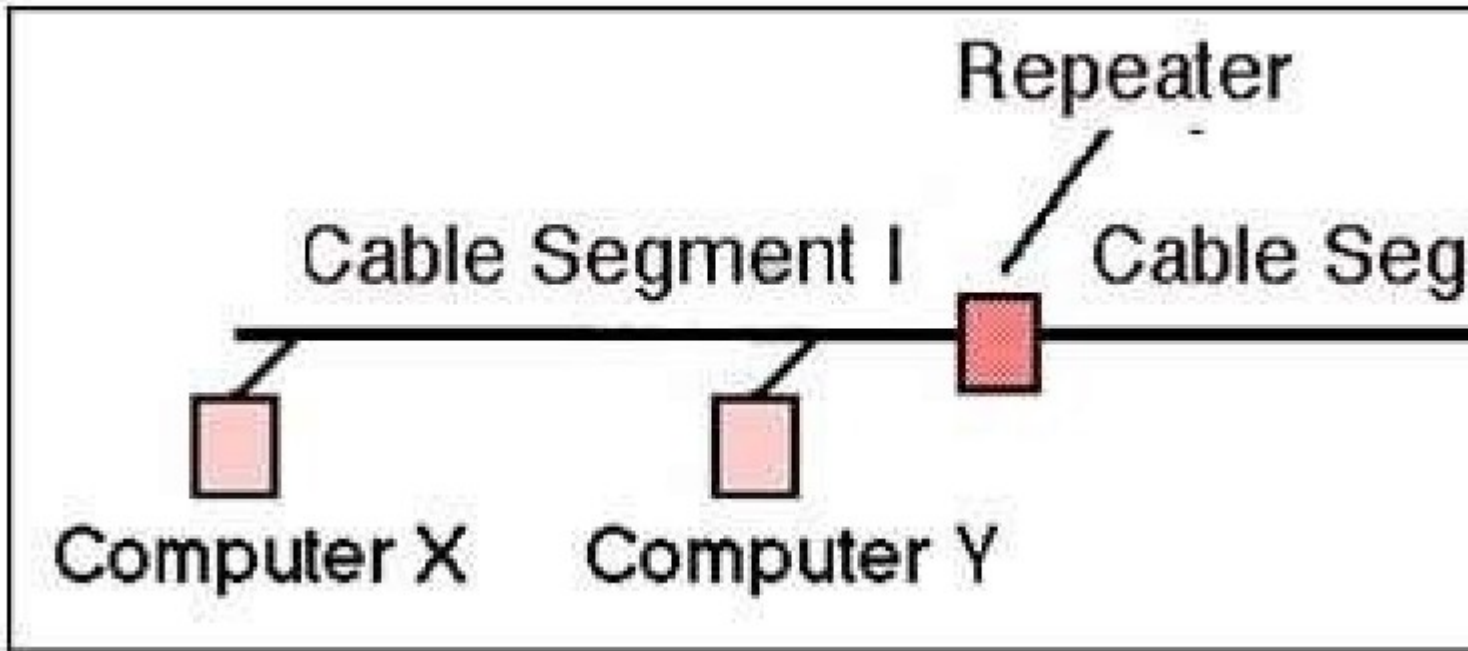 Repeater
Cable Segment I
Cable Seg
Computer X
Computer Y